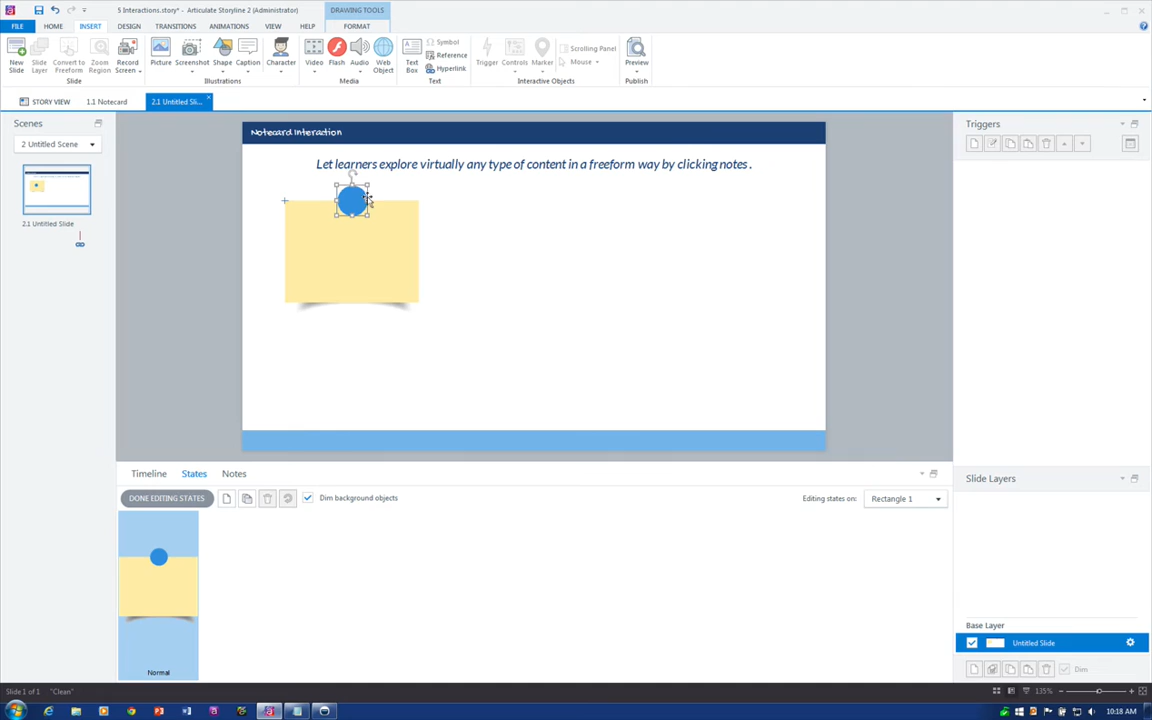 5 Interactions.story* - Articulate Storyline 2 (Administrator)
DRAWING TOOLS
FILE HOME INSERT DESIGN TRANSITIONS ANIMATIONS VIEW HELP FORMAT
New Slide
Slide Layer
Convert to Freeform
Zoom Region
Record Screen
Picture
Screenshot
Shape
Caption
Character
Video
Flash
Audio
Web Object
Text Box
Symbol
Reference
Hyperlink
Trigger
Controls
Marker
Scrolling Panel
Mouse
Preview
Slide Illustrations Media Text Interactive Objects Publish
STORY VIEW 1.1 Notecard 2.1 Untitled Sli...
Scenes
2 Untitled Scene
2.1 Untitled Slide
Notecard Interaction
Let learners explore virtually any type of content in a freeform way by clicking notes.
Triggers
Timeline States Notes
DONE EDITING STATES Dim background objects Editing states on: Rectangle 1
Normal
Slide Layers
Base Layer
Untitled Slide
Dim
Slide 1 of 1 "Clean" 135%
10:18 AM